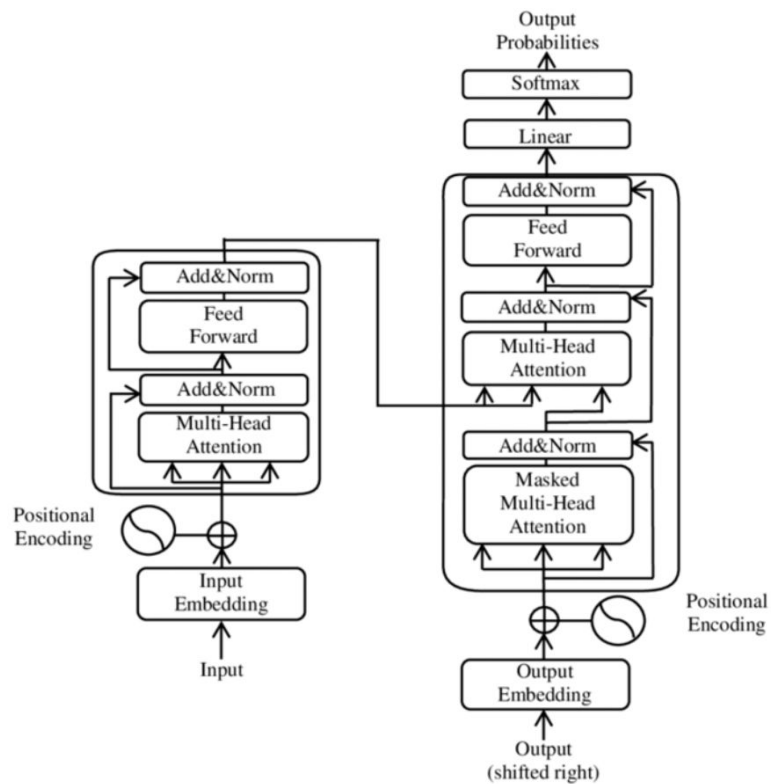 Output
Probabilities
Softmax
Linear
Add&Norm
Feed
Forward
Add&Norm
Multi-Head
Attention
Add&Norm
Masked
Multi-Head
Attention
Positional
Encoding
Output
Embedding
Output
(shifted right)
Add&Norm
Feed
Forward
Add&Norm
Multi-Head
Attention
Positional
Encoding
Input
Embedding
Input